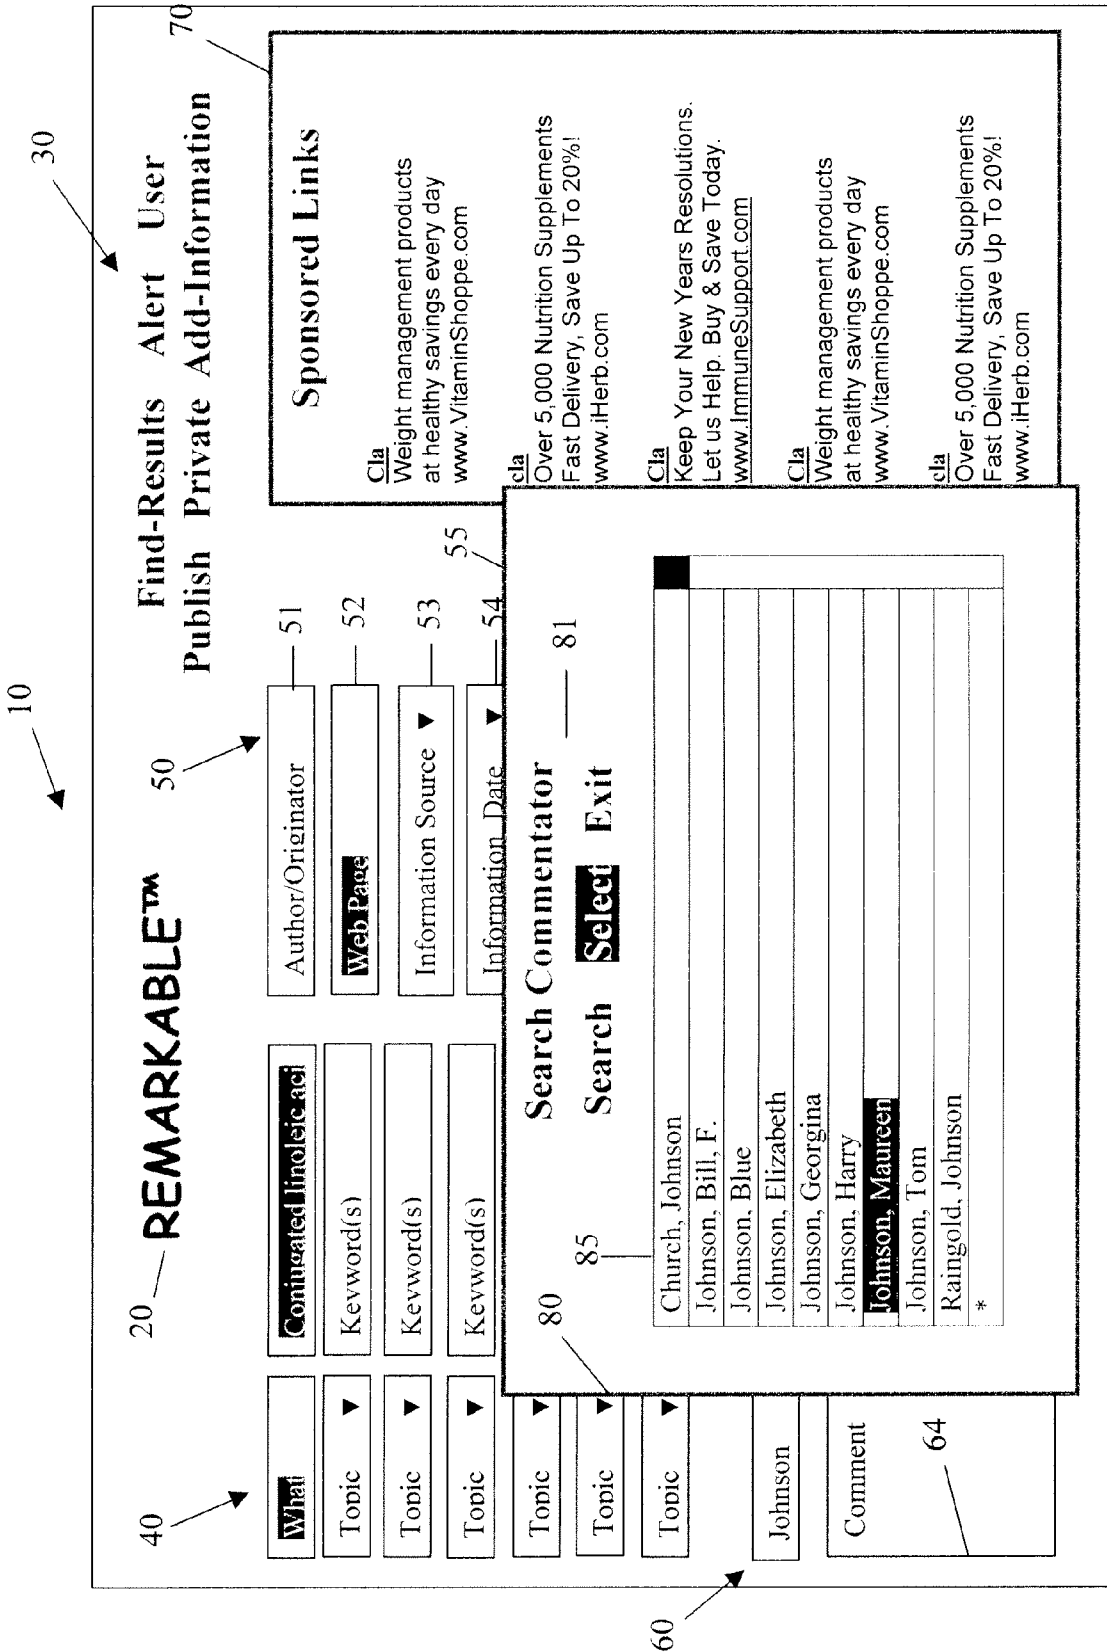 10
30
20
REMARKABLE™
Find-Results Alert User
Publish Private Add-Information
40
50
70
What
Conjugated linoleic aci
Author/Originator
51
Topic ▼
Keyword(s)
Web Page
52
Topic ▼
Keyword(s)
Information Source ▼
53
Topic ▼
Keyword(s)
Information Date ▼
54
55
Topic ▼
Topic ▼
Topic ▼
60
Johnson
Comment
64
80
Search Commentator
Search Select Exit
81
85
Church, Johnson
Johnson, Bill, F.
Johnson, Blue
Johnson, Elizabeth
Johnson, Georgina
Johnson, Harry
Johnson, Maureen
Johnson, Tom
Raingold, Johnson
*
Sponsored Links
Cla
Weight management products
at healthy savings every day
www.VitaminShoppe.com
cla
Over 5,000 Nutrition Supplements
Fast Delivery, Save Up To 20%!
www.iHerb.com
Cla
Keep Your New Years Resolutions.
Let us Help. Buy & Save Today.
www.ImmuneSupport.com
Cla
Weight management products
at healthy savings every day
www.VitaminShoppe.com
cla
Over 5,000 Nutrition Supplements
Fast Delivery, Save Up To 20%!
www.iHerb.com